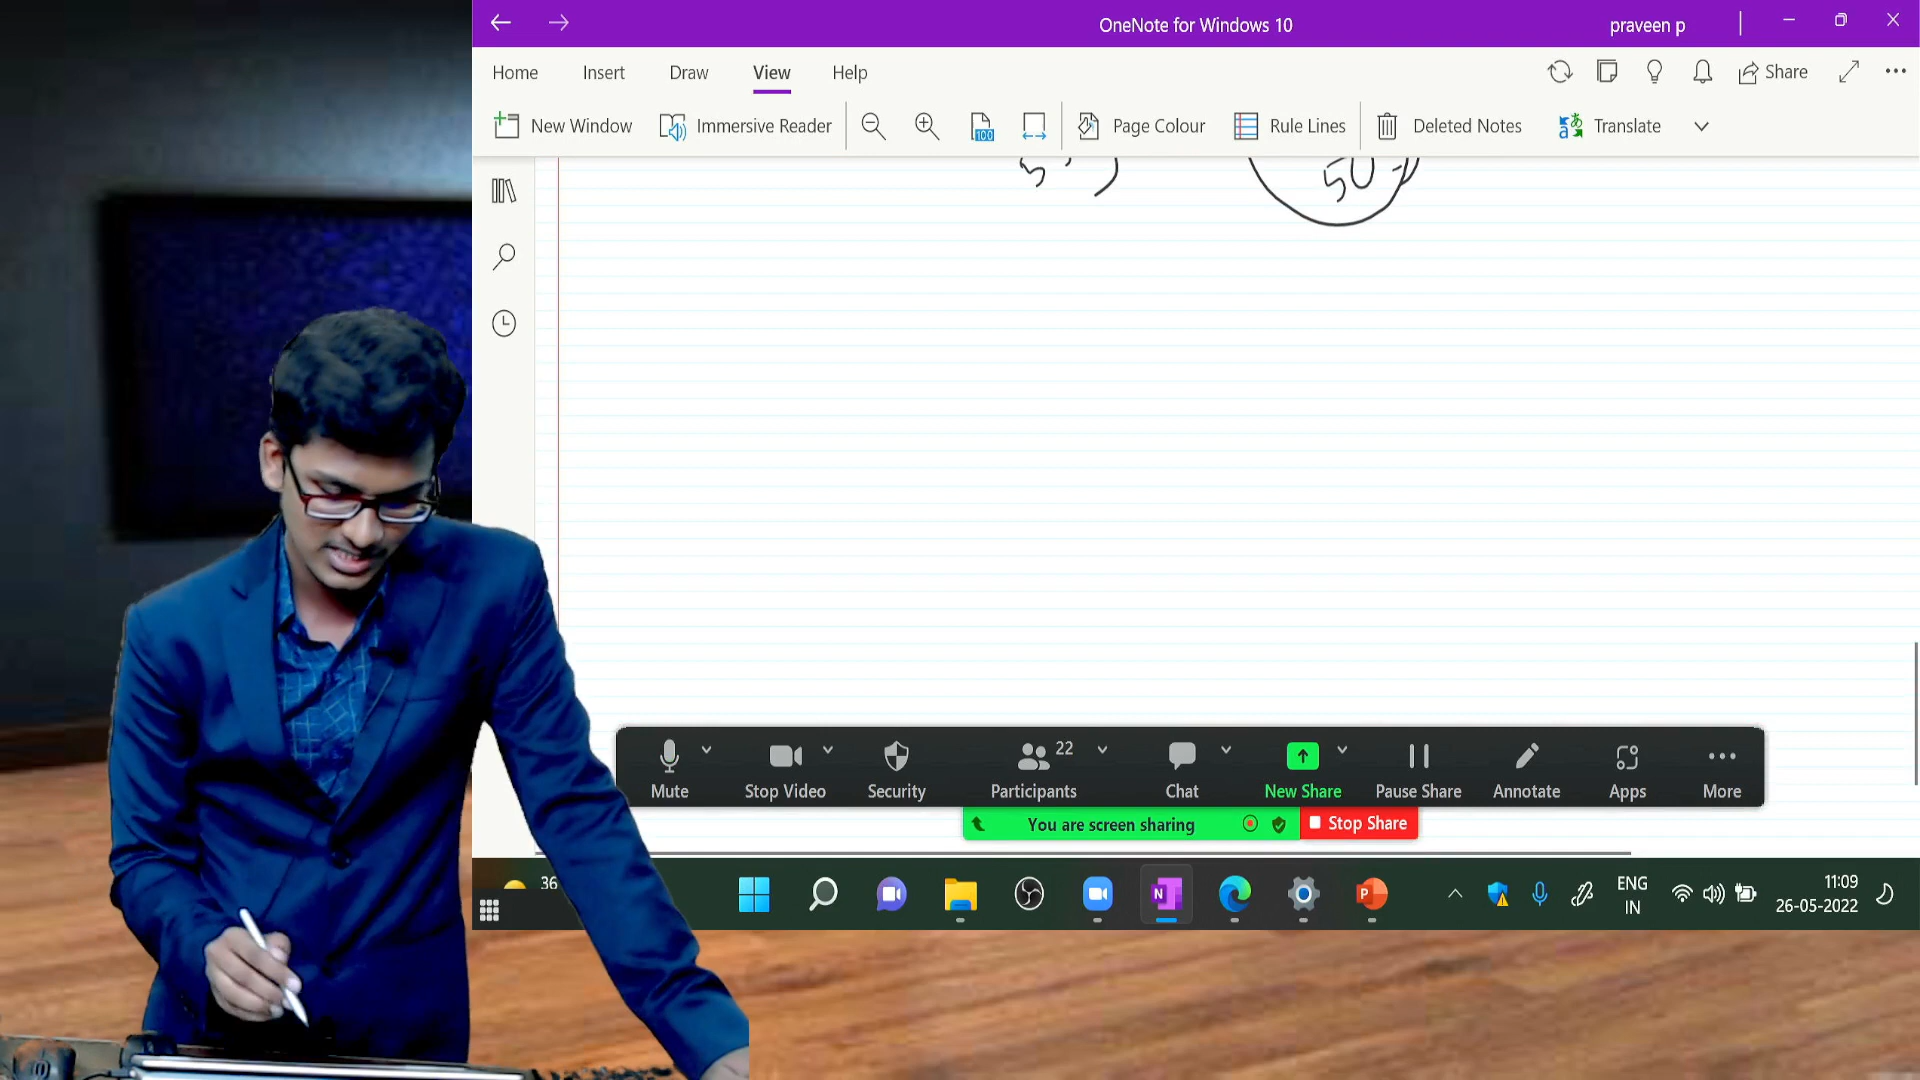 OneNote for Windows 10
praveen p
Home Insert Draw View Help
Share
New Window Immersive Reader 100 Page Colour Rule Lines Deleted Notes Translate
50
22
Mute Stop Video Security Participants Chat New Share Pause Share Annotate Apps More
You are screen sharing Stop Share
36
ENG
IN
11:09
26-05-2022